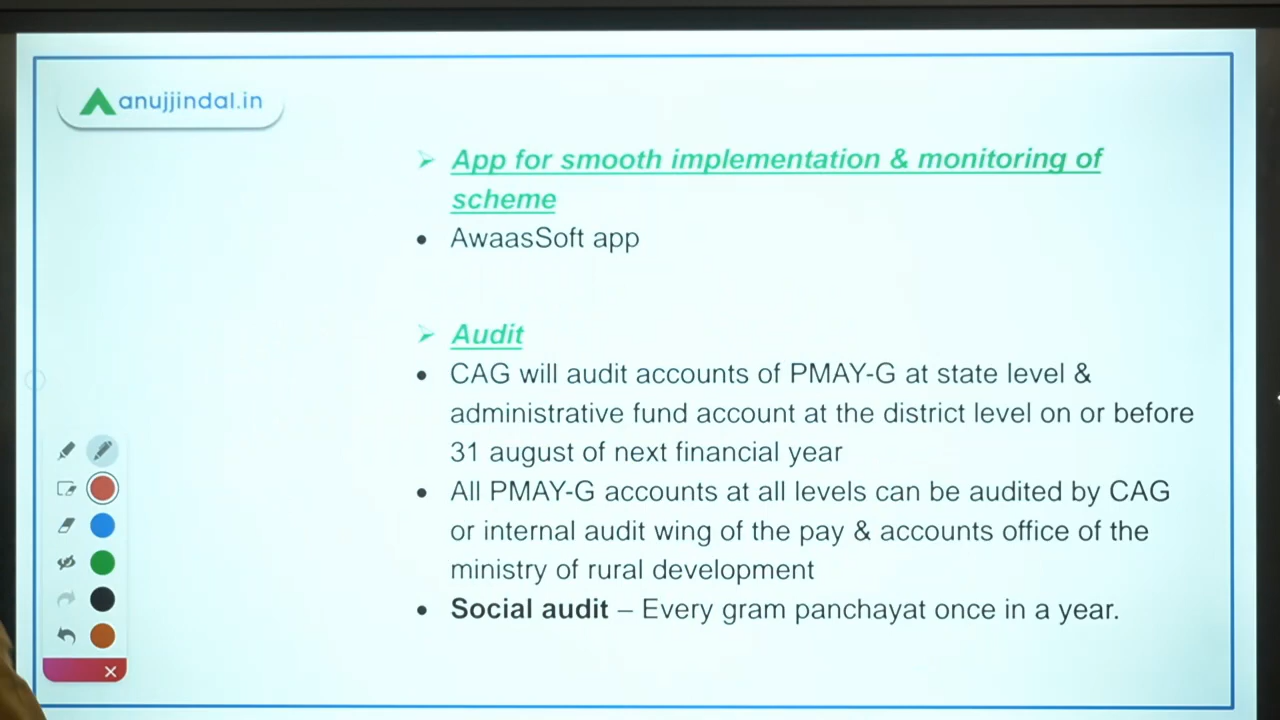 anujjindal.in
App for smooth implementation & monitoring of
scheme
AwaasSoft app
Audit
CAG will audit accounts of PMAY-G at state level &
administrative fund account at the district level on or before
31 august of next financial year
All PMAY-G accounts at all levels can be audited by CAG
or internal audit wing of the pay & accounts office of the
ministry of rural development
Social audit – Every gram panchayat once in a year.